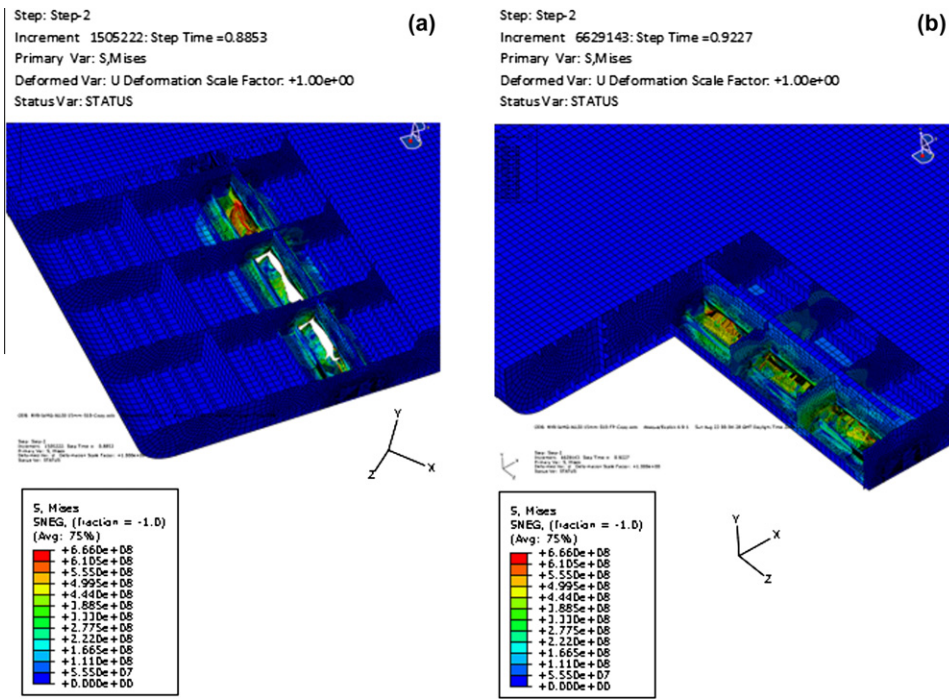 Step: Step-2
Increment 1505222: Step Time =0.8853
Primary Var: S,Mises
Deformed Var: U Deformation Scale Factor: +1.00e+00
Status Var: STATUS
(a)
Y
X
Z
S, Mises
SNEG, (fraction = -1.0)
(Avg: 75%)
+6.660e+08
+6.105e+08
+5.550e+08
+4.995e+08
+4.440e+08
+3.885e+08
+3.330e+08
+2.775e+08
+2.220e+08
+1.665e+08
+1.110e+08
+5.550e+07
+0.000e+00
Step: Step-2
Increment 6629143: Step Time =0.9227
Primary Var: S,Mises
Deformed Var: U Deformation Scale Factor: +1.00e+00
Status Var: STATUS
(b)
Y
X
Z
S, Mises
SNEG, (fraction = -1.0)
(Avg: 75%)
+6.660e+08
+6.105e+08
+5.550e+08
+4.995e+08
+4.440e+08
+3.885e+08
+3.330e+08
+2.775e+08
+2.220e+08
+1.665e+08
+1.110e+08
+5.550e+07
+0.000e+00